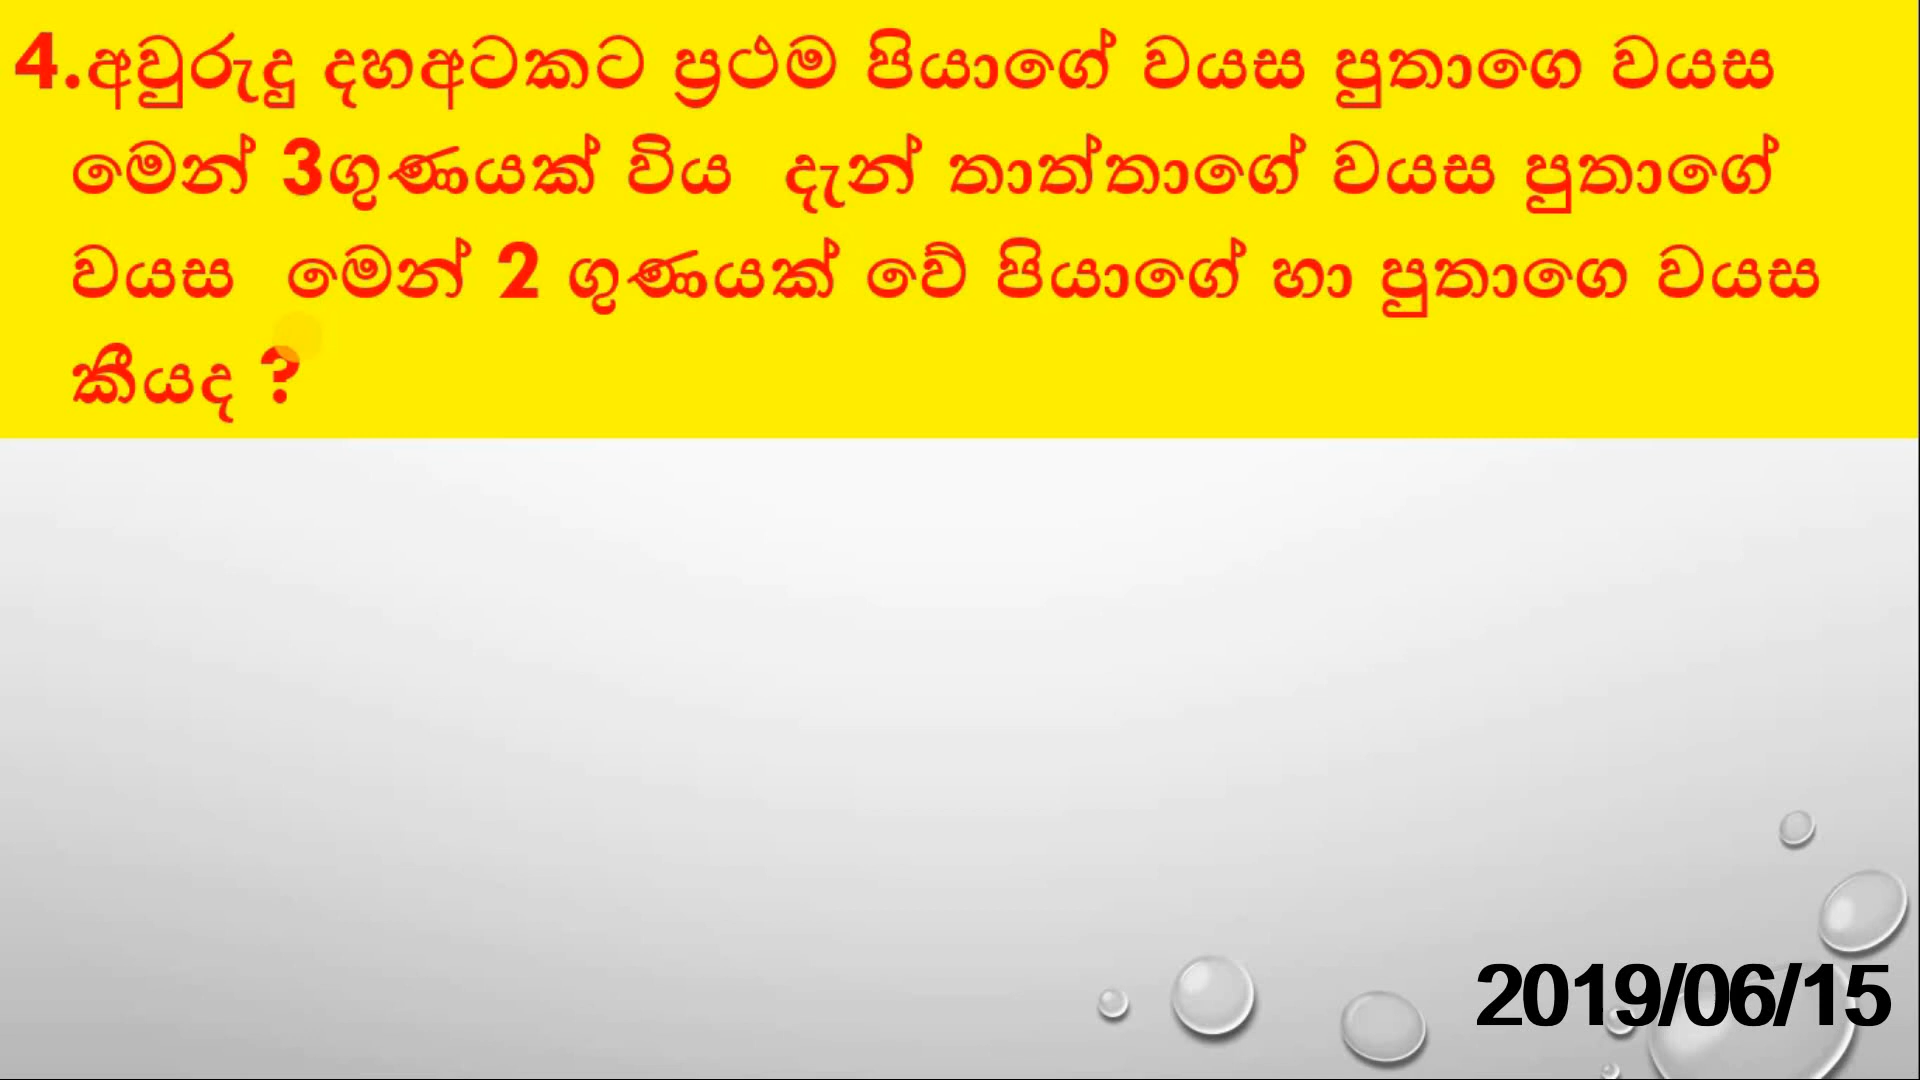 4.අවුරුදු දහඅටකට ප්‍රථම පියාගේ වයස පුතාගෙ වයස
මෙන් 3ගුණයක් විය දැන් තාත්තාගේ වයස පුතාගේ
වයස මෙන් 2 ගුණයක් වේ පියාගේ හා පුතාගෙ වයස
කීයද ?
2019/06/15